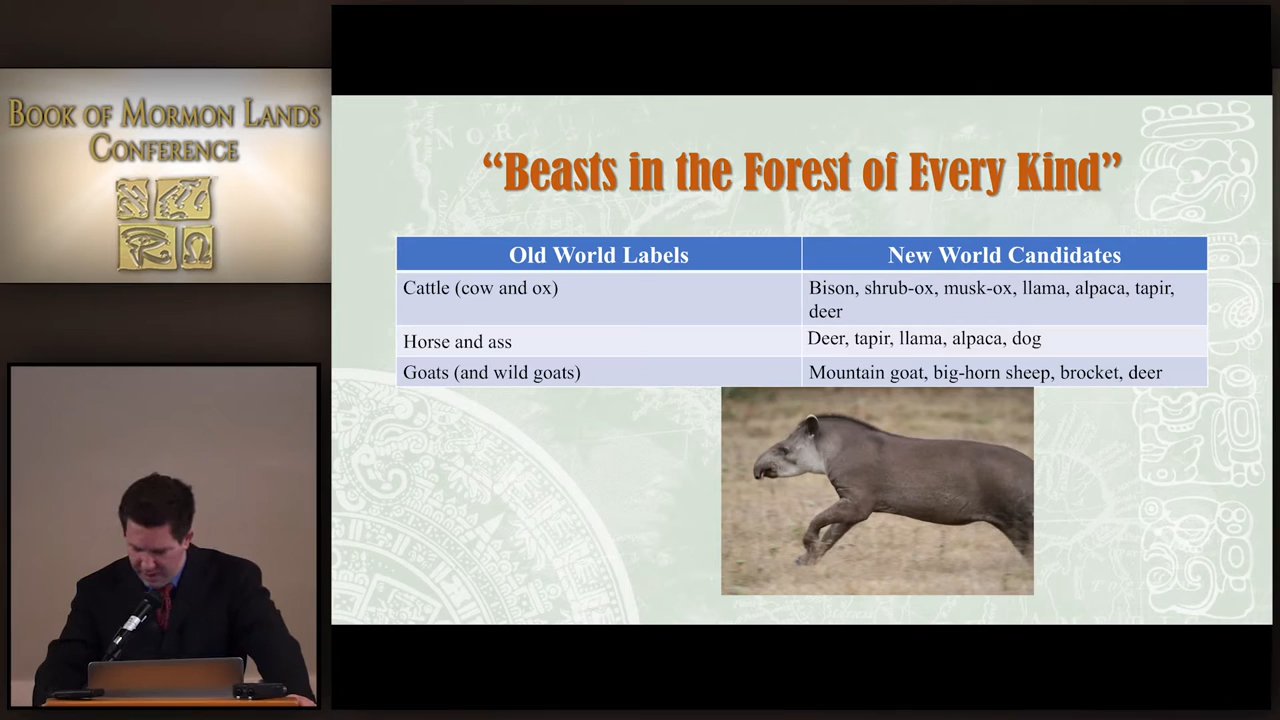 BOOK OF MORMON LANDS
CONFERENCE
“Beasts in the Forest of Every Kind”
Old World Labels
New World Candidates
Cattle (cow and ox)
Bison, shrub-ox, musk-ox, llama, alpaca, tapir,
deer
Horse and ass
Deer, tapir, llama, alpaca, dog
Goats (and wild goats)
Mountain goat, big-horn sheep, brocket, deer